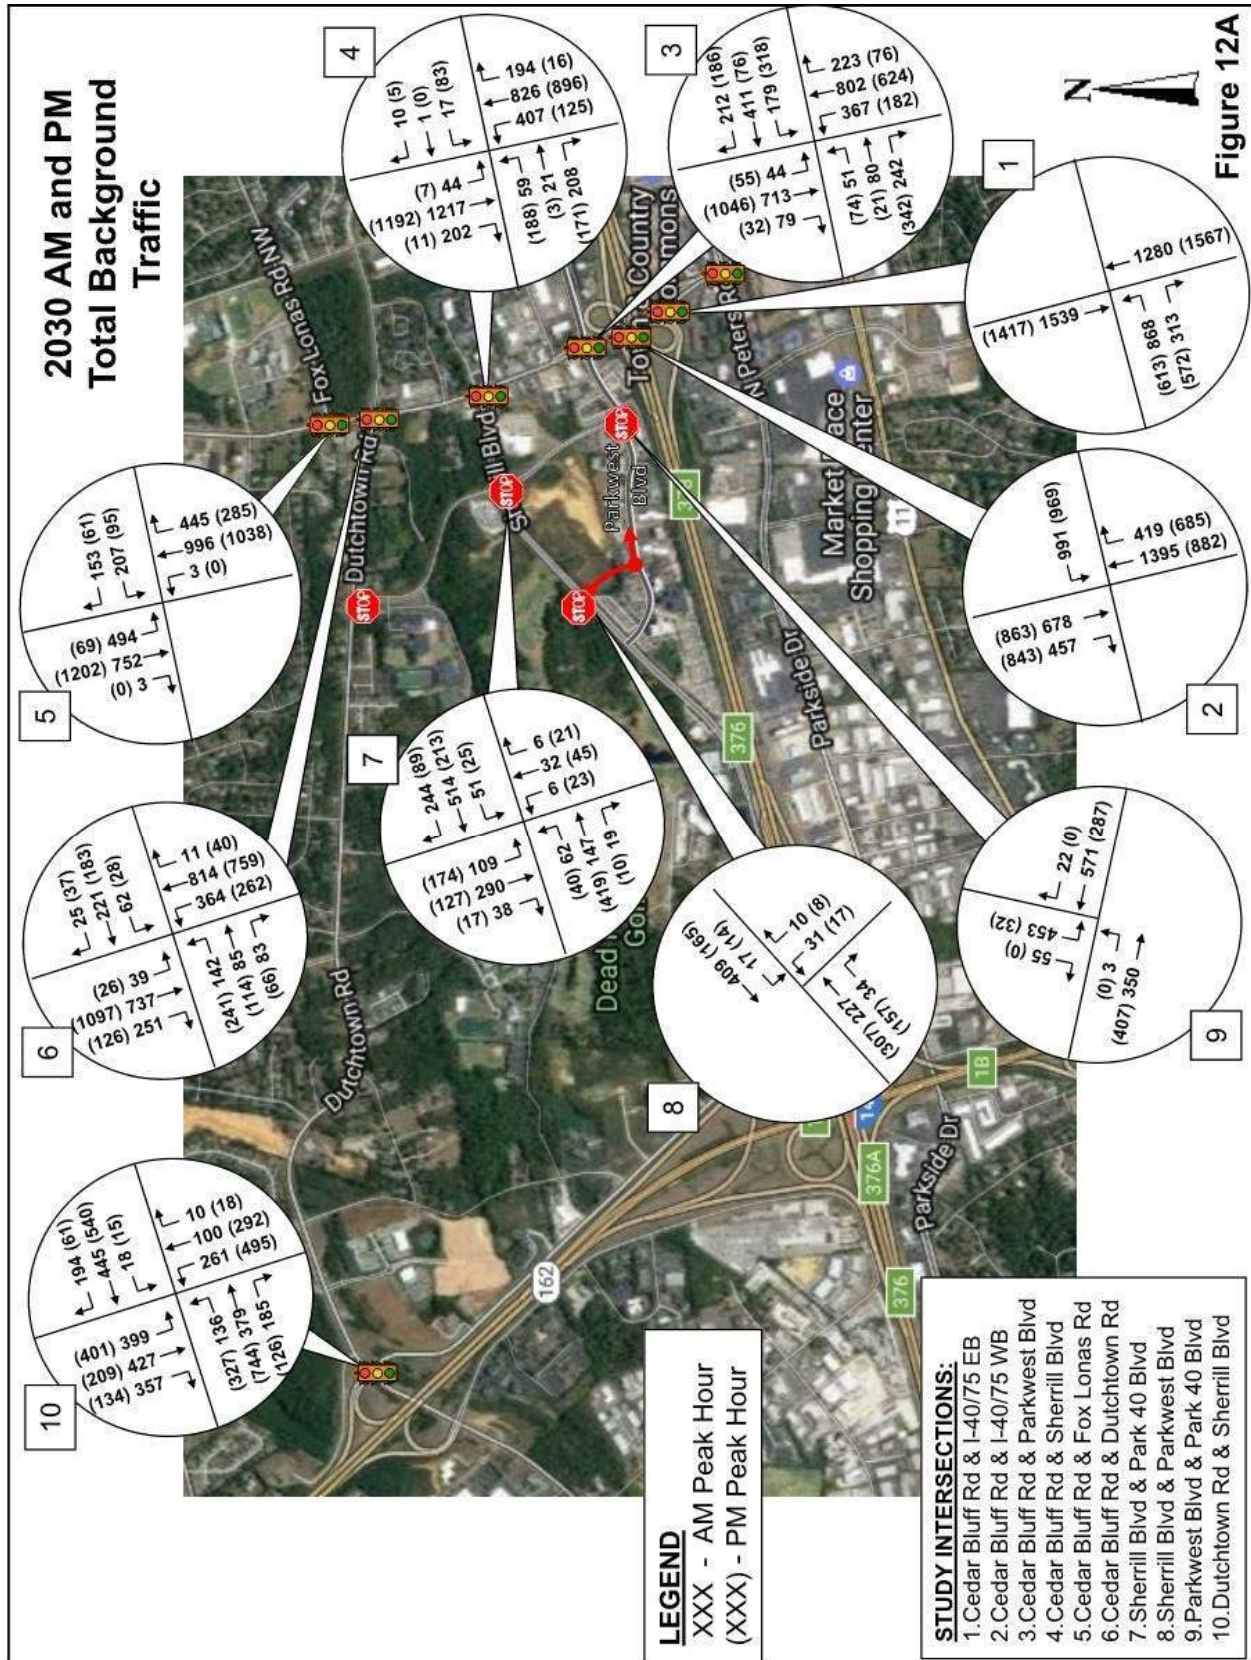 2030 AM and PM
Total Background
Traffic
10
194 (61)
445 (540)
18 (15)
(401) 399
(209) 427
(134) 357
10 (18)
100 (292)
261 (495)
(327) 136
(744) 379
(126) 185
6
25 (37)
221 (183)
62 (28)
(26) 39
(1097) 737
(126) 251
11 (40)
814 (759)
364 (262)
(241) 142
(114) 85
(66) 83
5
153 (61)
207 (95)
(69) 494
(1202) 752
(0) 3
445 (285)
996 (1038)
3 (0)
4
10 (5)
1 (0)
17 (83)
(7) 44
(1192) 1217
(11) 202
194 (16)
826 (896)
407 (125)
(188) 59
(3) 21
(171) 208
7
244 (89)
514 (213)
51 (25)
(174) 109
(127) 290
(17) 38
6 (21)
32 (45)
6 (23)
(40) 62
(419) 147
(10) 19
3
212 (186)
411 (76)
179 (318)
(55) 44
(1046) 713
(32) 79
223 (76)
802 (624)
367 (182)
(74) 51
(21) 80
(342) 242
8
409 (165)
17 (14)
10 (8)
31 (17)
(307) 227
(157) 34
9
22 (0)
571 (287)
55 (0)
453 (32)
(0) 3
(407) 350
2
991 (969)
(863) 678
(843) 457
419 (685)
1395 (882)
1
(1417) 1539
1280 (1567)
(613) 868
(572) 313
Fox Lonas Rd NW
Dutchtown Rd
Dutchtown Rd
STOP
STOP
STOP
STOP
ll Blvd
Parkwest
Blvd
N Peters R
Market Place
Shopping Center
11
Parkside Dr
Parkside Dr
376
378
162
376A
376
1B
Dead
N
LEGEND
XXX - AM Peak Hour
(XXX) - PM Peak Hour
STUDY INTERSECTIONS:
1.Cedar Bluff Rd & I-40/75 EB
2.Cedar Bluff Rd & I-40/75 WB
3.Cedar Bluff Rd & Parkwest Blvd
4.Cedar Bluff Rd & Sherrill Blvd
5.Cedar Bluff Rd & Fox Lonas Rd
6.Cedar Bluff Rd & Dutchtown Rd
7.Sherrill Blvd & Park 40 Blvd
8.Sherrill Blvd & Parkwest Blvd
9.Parkwest Blvd & Park 40 Blvd
10.Dutchtown Rd & Sherrill Blvd
Figure 12A